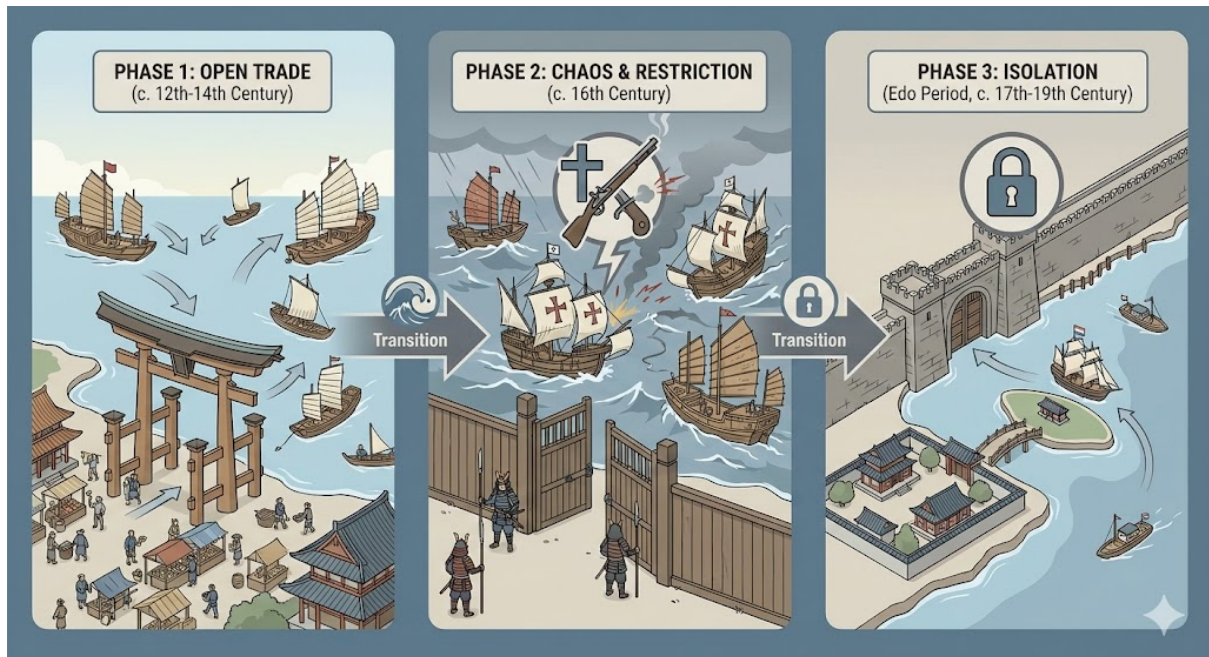 PHASE 1: OPEN TRADE
(c. 12th-14th Century)
Transition
PHASE 2: CHAOS & RESTRICTION
(c. 16th Century)
Transition
PHASE 3: ISOLATION
(Edo Period, c. 17th-19th Century)